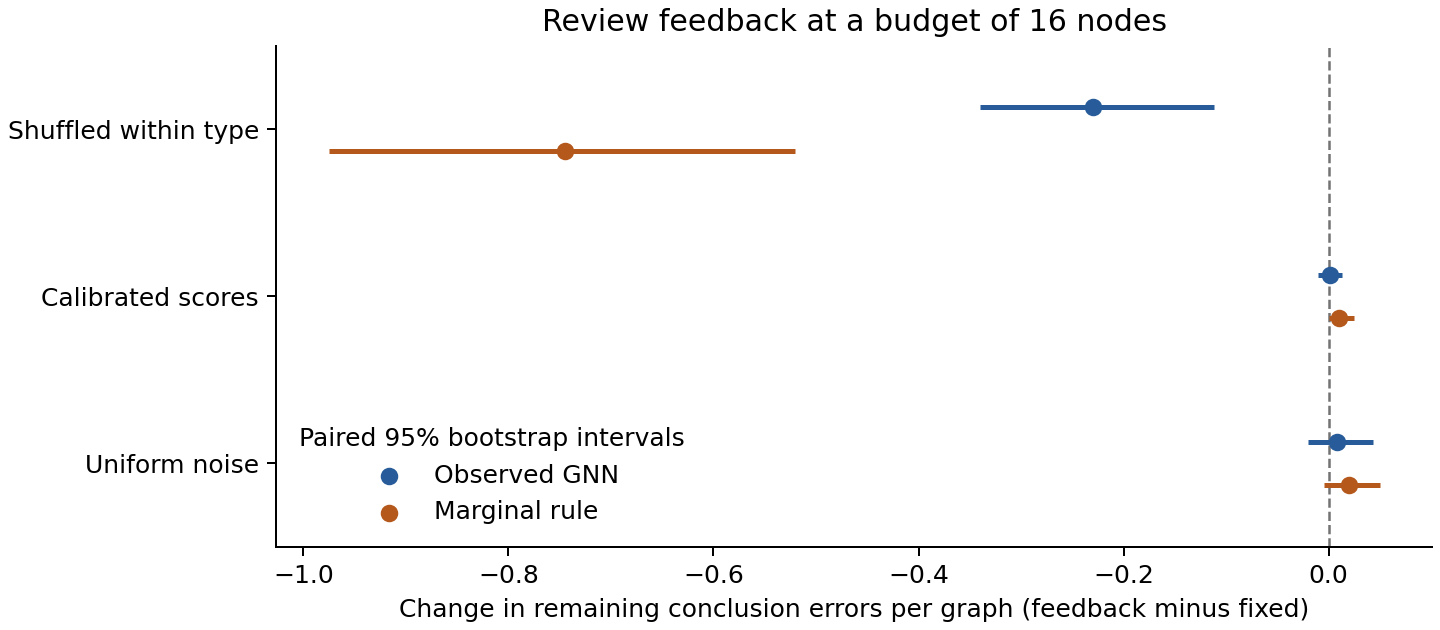 Review feedback at a budget of 16 nodes
Shuffled within type
Calibrated scores
Uniform noise
Paired 95% bootstrap intervals
Observed GNN
Marginal rule
−1.0 −0.8 −0.6 −0.4 −0.2 0.0
Change in remaining conclusion errors per graph (feedback minus fixed)